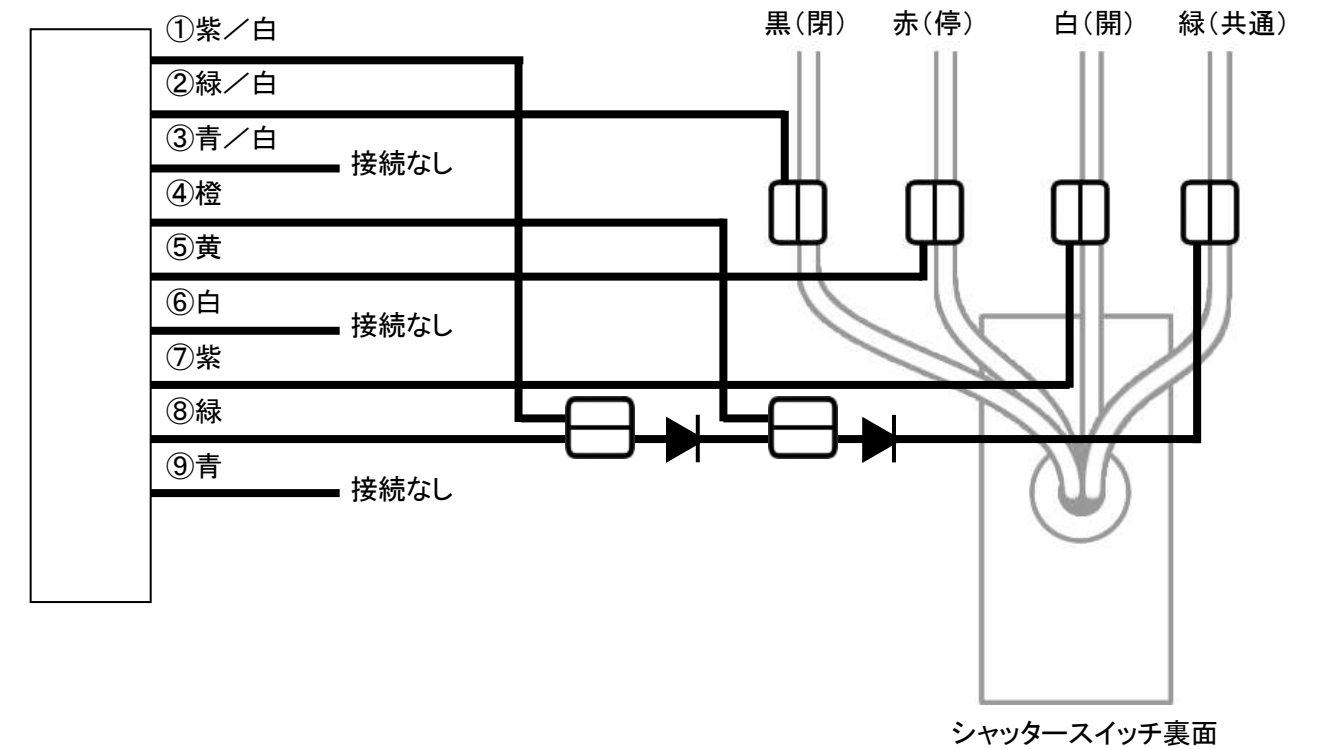 黒（閉）
赤（停）
白（開）
緑（共通）
①紫／白
②緑／白
③青／白
接続なし
④橙
⑤黄
⑥白
接続なし
⑦紫
⑧緑
⑨青
接続なし
シャッタースイッチ裏面